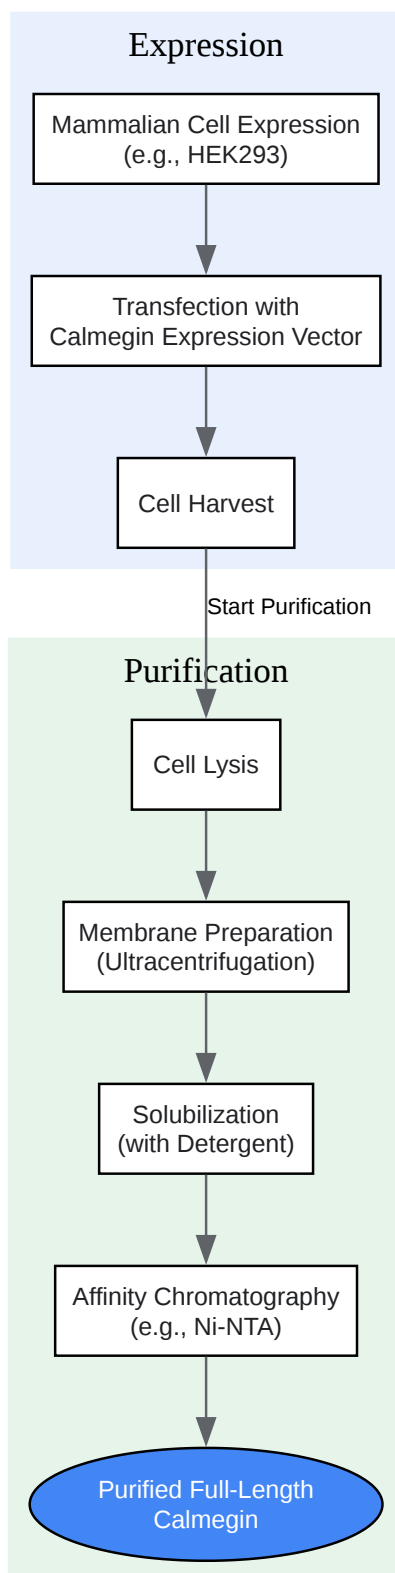 Expression
Mammalian Cell Expression
(e.g., HEK293)
Transfection with
Calmegin Expression Vector
Cell Harvest
Start Purification
Purification
Cell Lysis
Membrane Preparation
(Ultracentrifugation)
Solubilization
(with Detergent)
Affinity Chromatography
(e.g., Ni-NTA)
Purified Full-Length
Calmegin